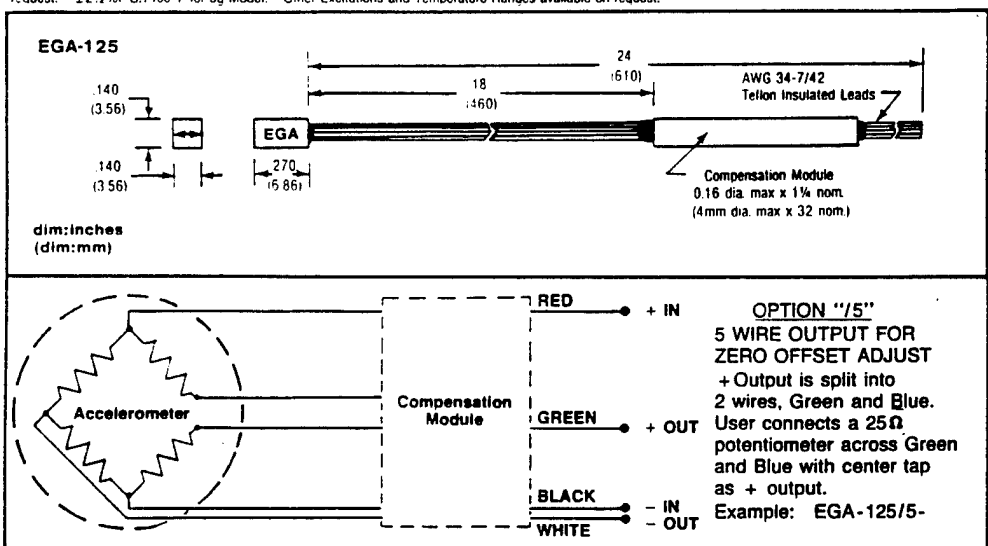 EGA-125
24
(610)
18
(460)
AWG 34-7/42
Teflon Insulated Leads
.140
(3.56)
EGA
.140
(3.56)
.270
(6.86)
Compensation Module
0.16 dia. max x 1¼ nom.
(4mm dia. max x 32 nom.)
dim:inches
(dim:mm)
RED
+ IN
Accelerometer
Compensation
Module
GREEN
+ OUT
BLACK
- IN
- OUT
WHITE
OPTION "/5"
5 WIRE OUTPUT FOR
ZERO OFFSET ADJUST
+Output is split into
2 wires, Green and Blue.
User connects a 25Ω
potentiometer across Green
and Blue with center tap
as + output.
Example: EGA-125/5-